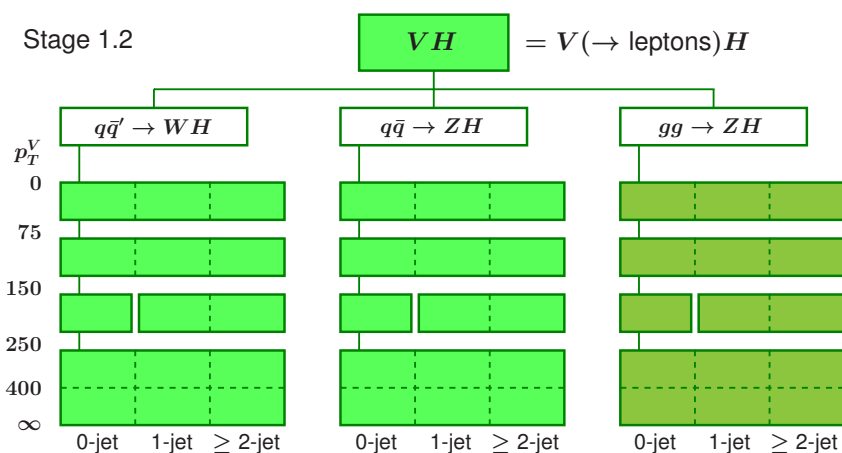 Stage 1.2
VH = V(→ leptons)H
qq̄′ → WH qq̄ → ZH gg → ZH
p_T^V
0
75
150
250
400
∞
0-jet 1-jet ≥ 2-jet 0-jet 1-jet ≥ 2-jet 0-jet 1-jet ≥ 2-jet